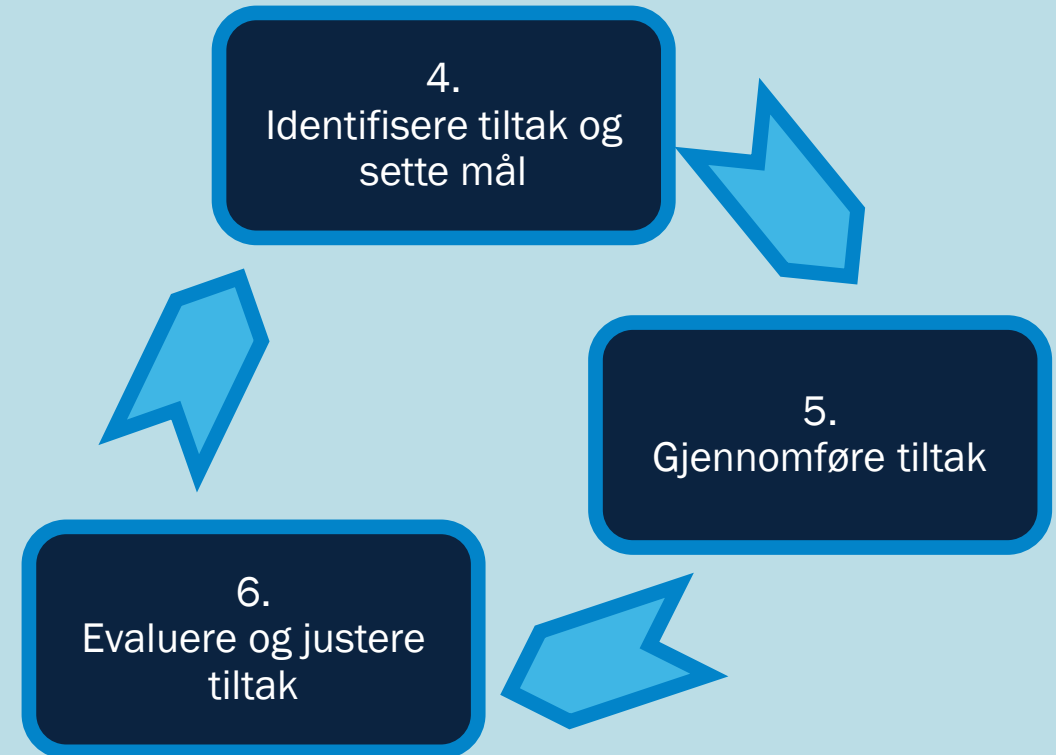 4.
Identifisere tiltak og
sette mål
5.
Gjennomføre tiltak
6.
Evaluere og justere
tiltak